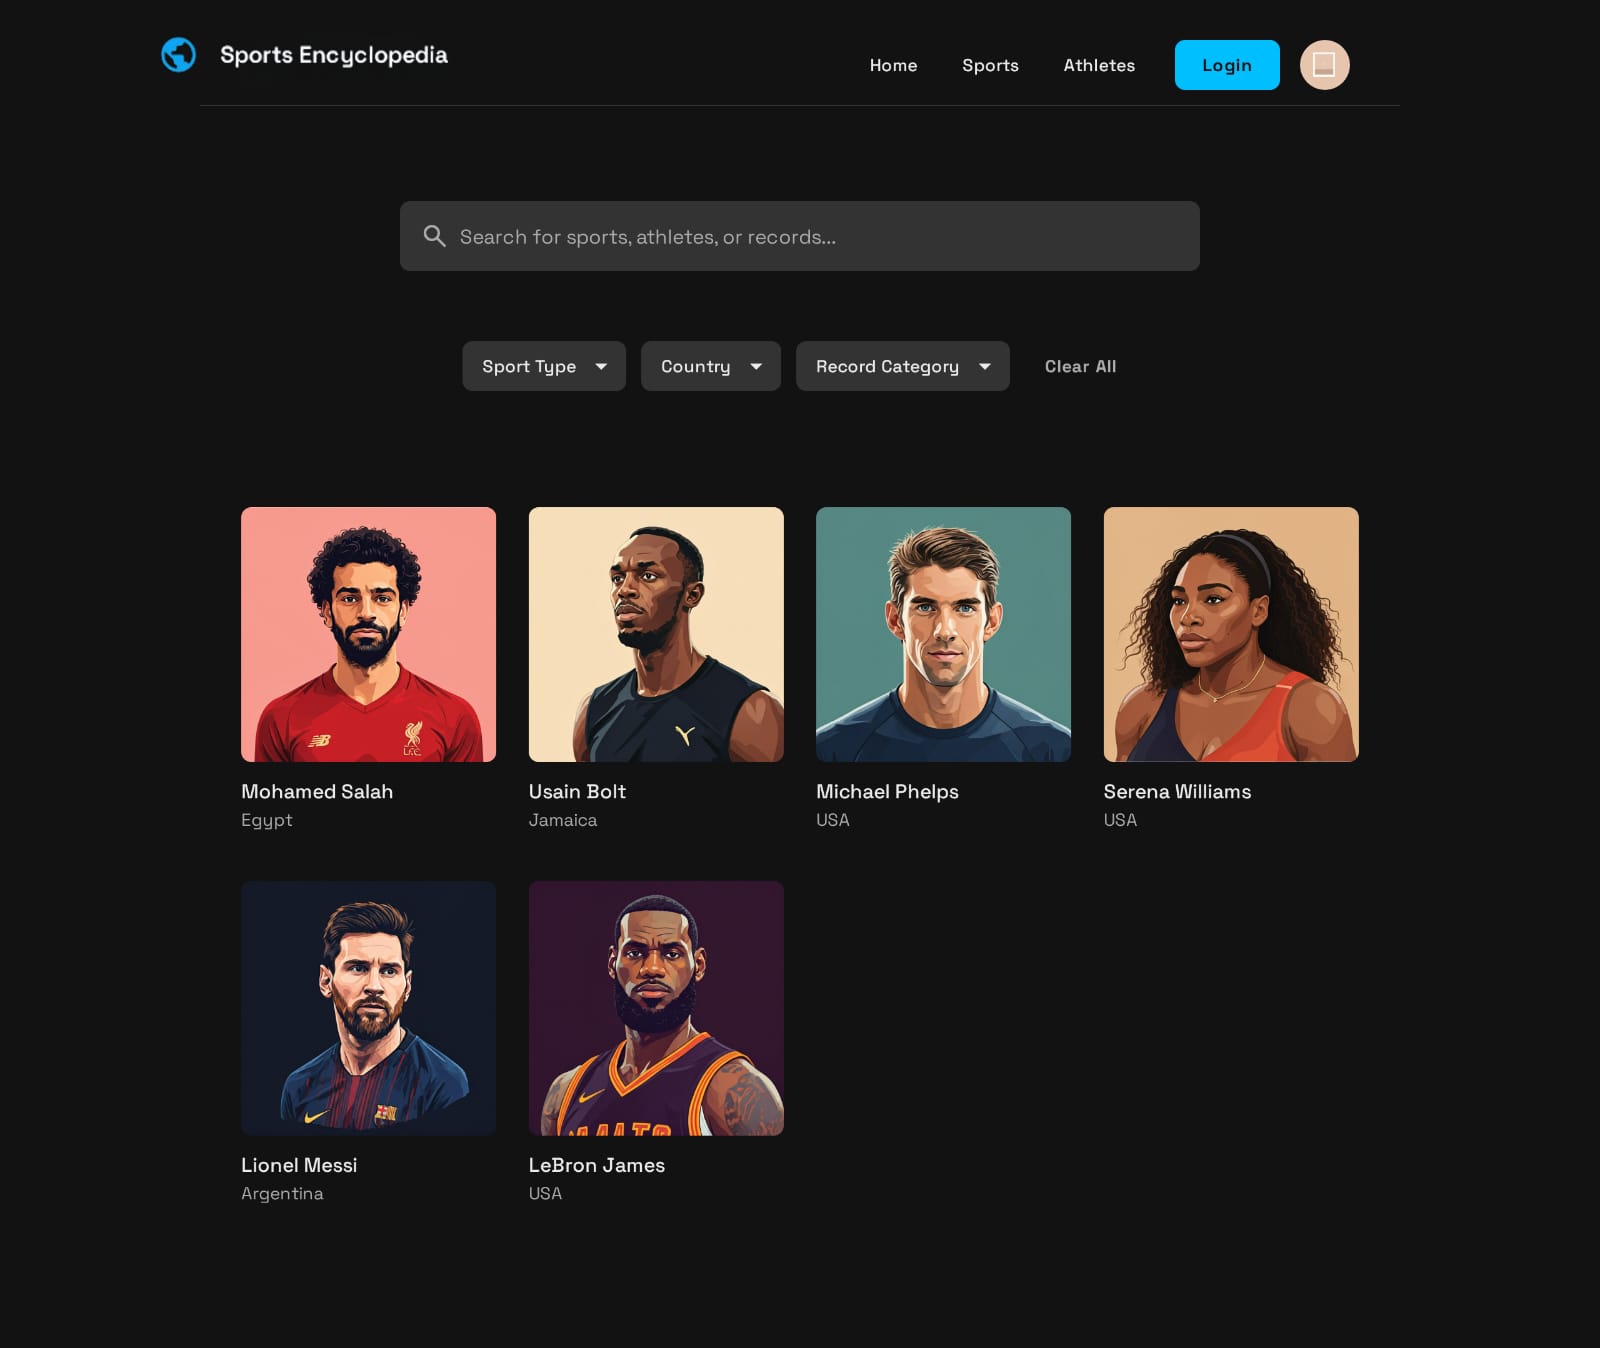 Sports Encyclopedia
Home
Sports
Athletes
Login
Search for sports, athletes, or records...
Sport Type
Country
Record Category
Clear All
NB
L.F.C.
Mohamed Salah
Egypt
Usain Bolt
Jamaica
Michael Phelps
USA
Serena Williams
USA
Lionel Messi
Argentina
LeBron James
USA